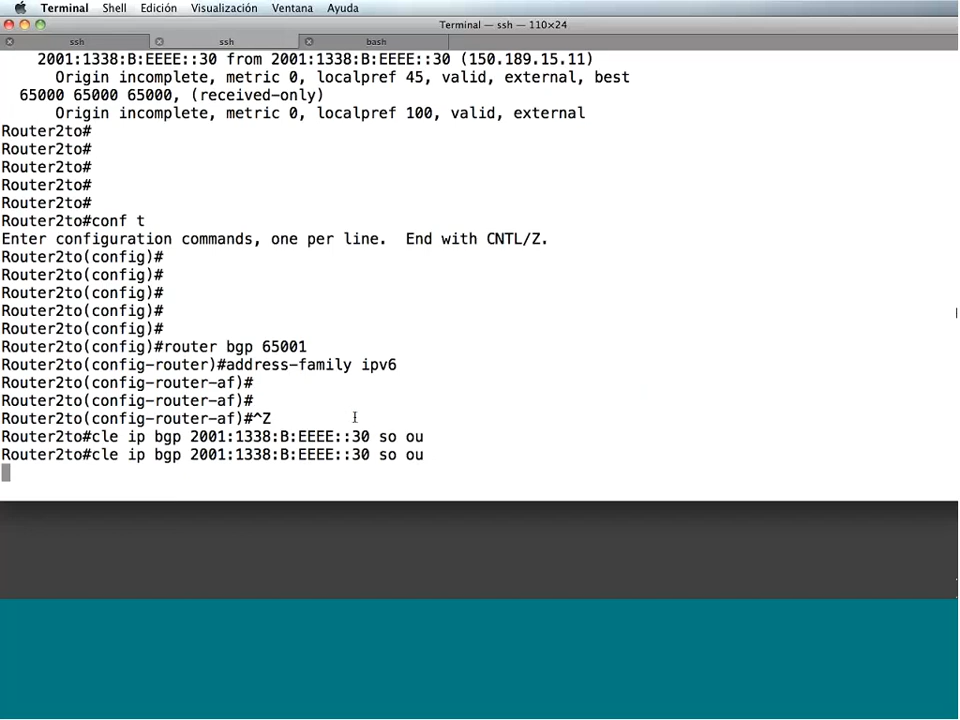 Terminal Shell Edición Visualización Ventana Ayuda
Terminal — ssh — 110×24
ssh ssh bash
2001:1338:B:EEEE::30 from 2001:1338:B:EEEE::30 (150.189.15.11)
Origin incomplete, metric 0, localpref 45, valid, external, best
65000 65000 65000, (received-only)
Origin incomplete, metric 0, localpref 100, valid, external
Router2to#
Router2to#
Router2to#
Router2to#
Router2to#
Router2to#conf t
Enter configuration commands, one per line.  End with CNTL/Z.
Router2to(config)#
Router2to(config)#
Router2to(config)#
Router2to(config)#
Router2to(config)#
Router2to(config)#router bgp 65001
Router2to(config-router)#address-family ipv6
Router2to(config-router-af)#
Router2to(config-router-af)#
Router2to(config-router-af)#^Z
Router2to#cle ip bgp 2001:1338:B:EEEE::30 so ou
Router2to#cle ip bgp 2001:1338:B:EEEE::30 so ou